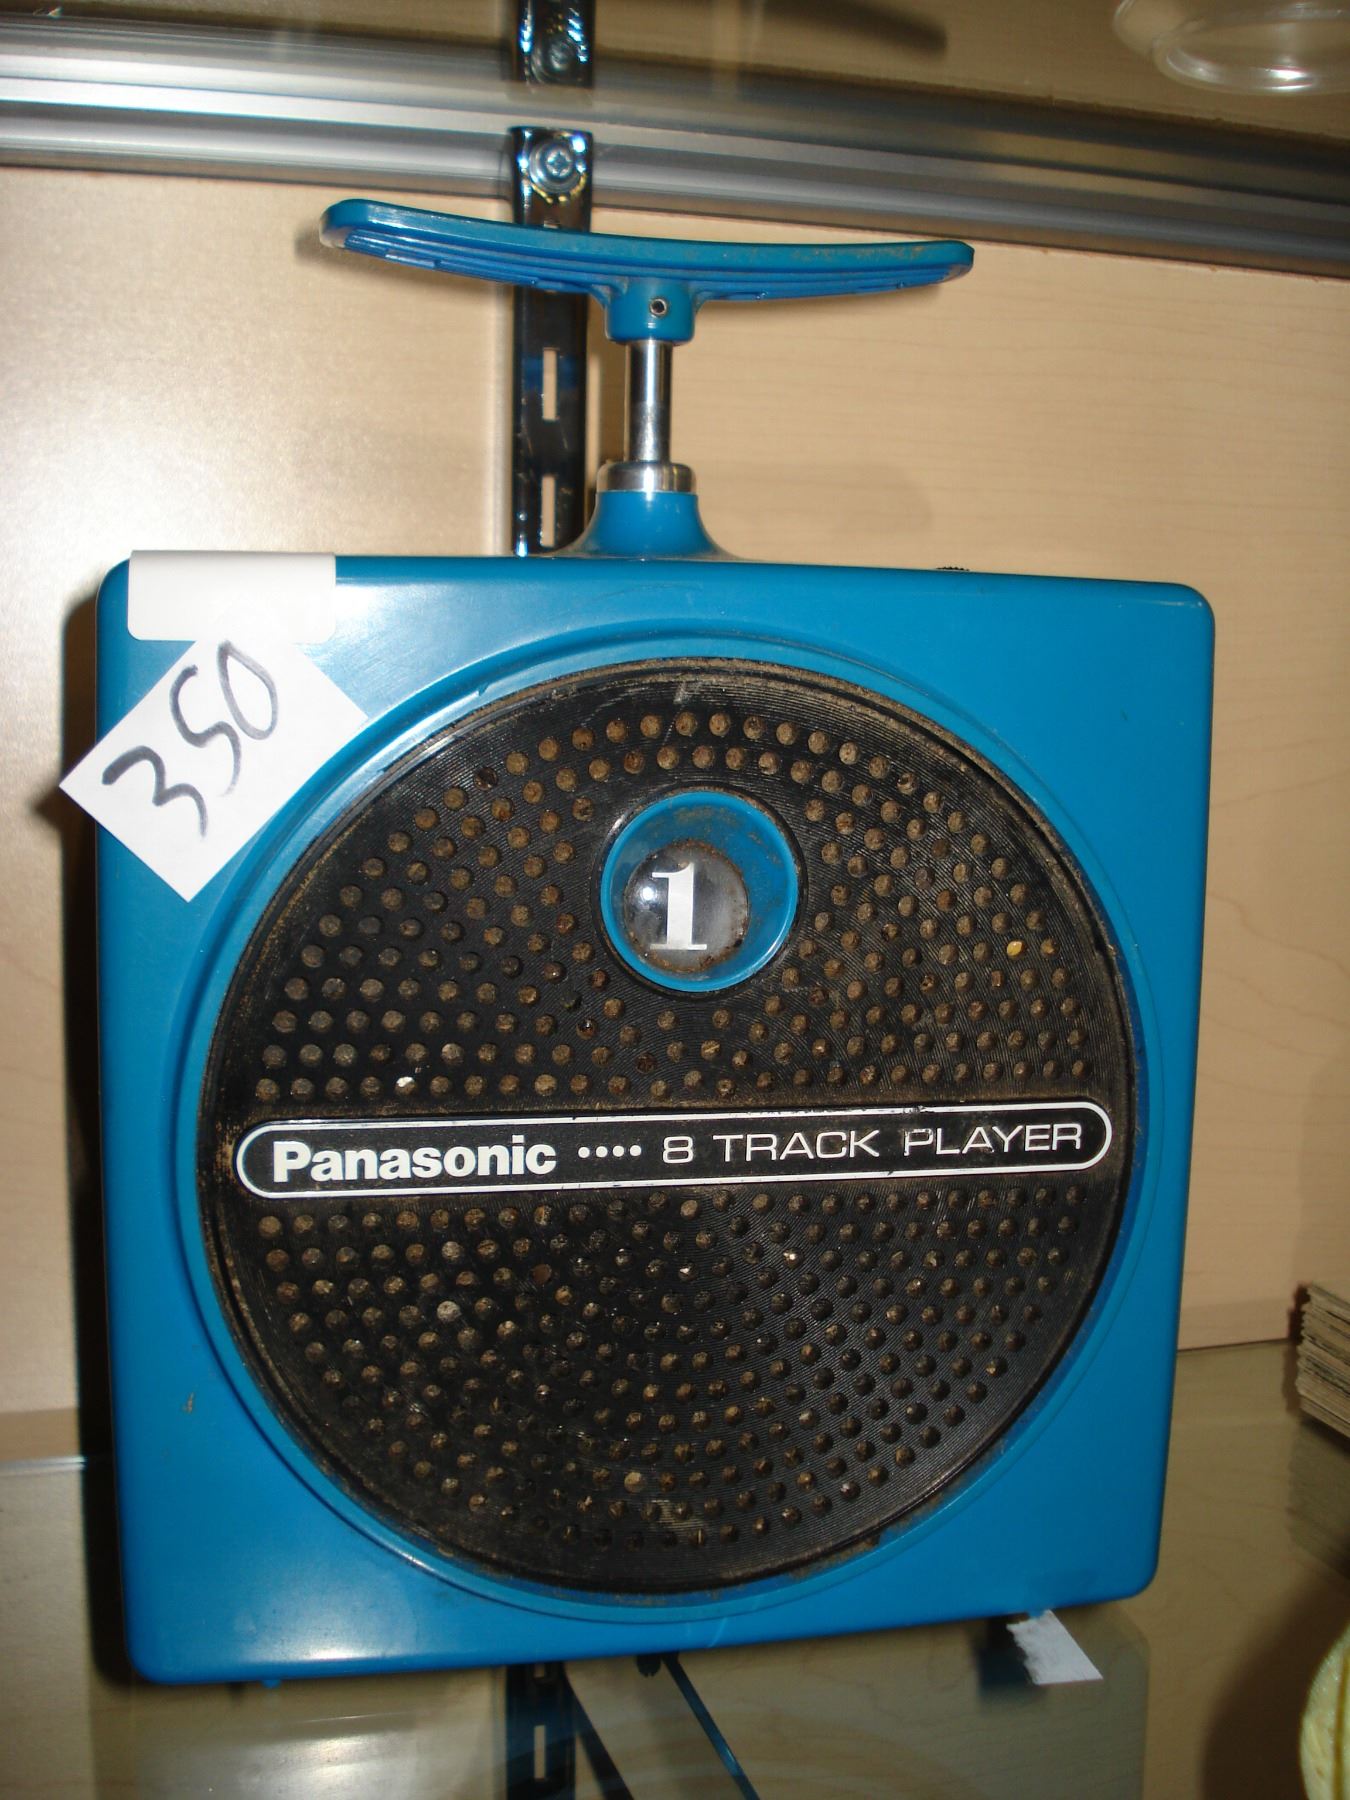 350
1
Panasonic •••• 8 TRACK PLAYER